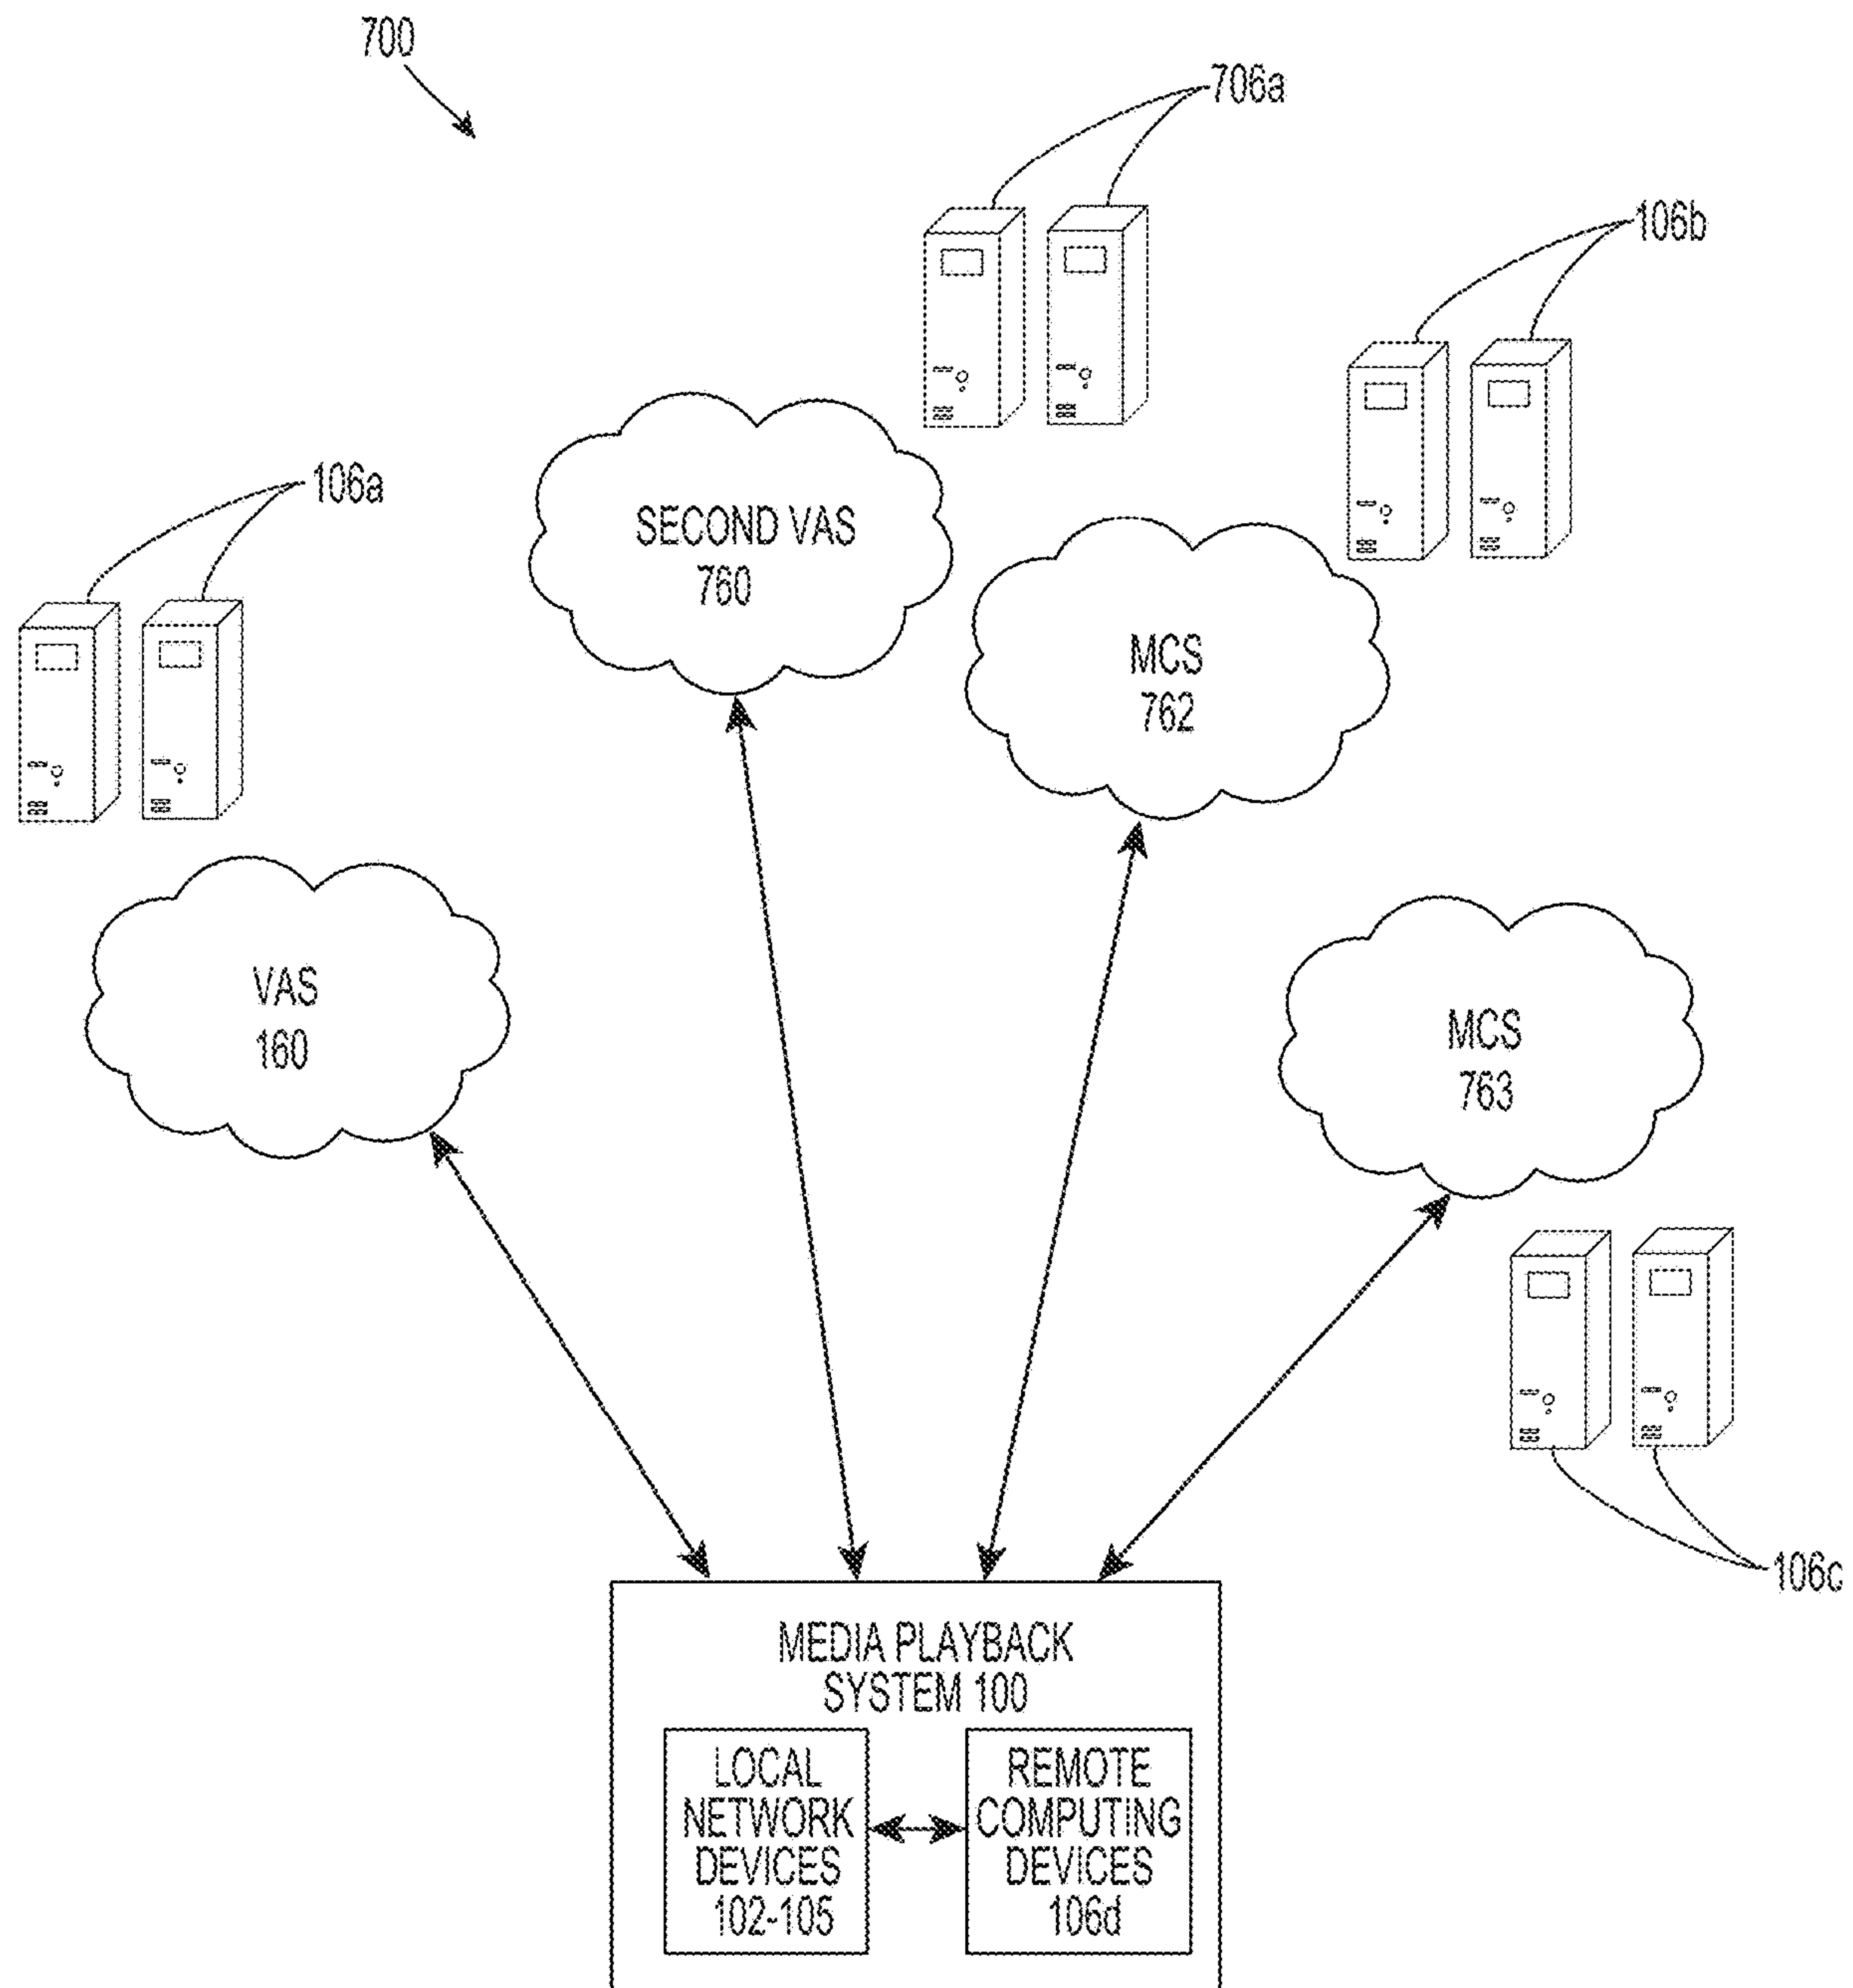 700
706a
106b
106a
SECOND VAS
760
MCS
762
VAS
160
MCS
763
106c
MEDIA PLAYBACK
SYSTEM 100
LOCAL
NETWORK
DEVICES
102-105
REMOTE
COMPUTING
DEVICES
106d